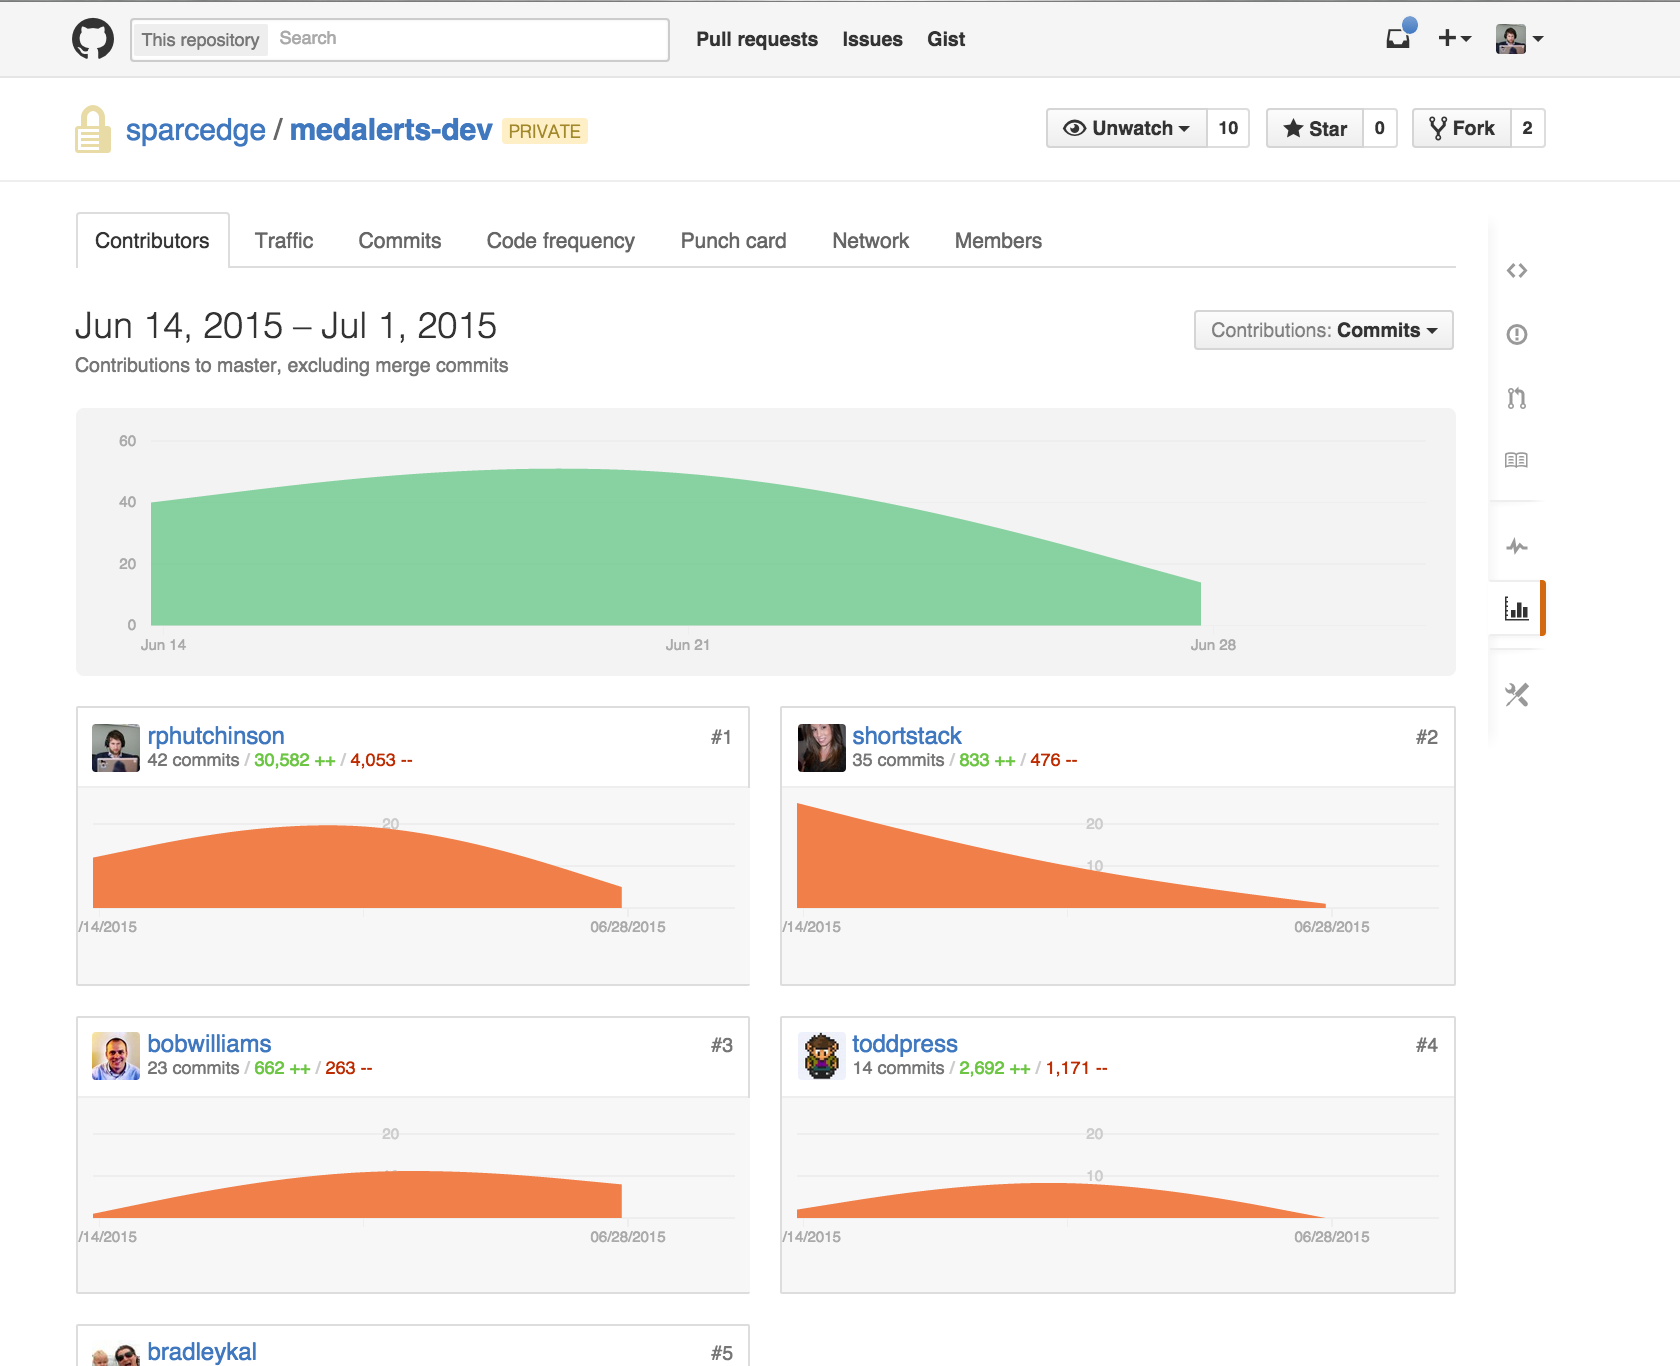 This repository Search Pull requests Issues Gist
sparcedge / medalerts-dev PRIVATE Unwatch 10 Star 0 Fork 2
Contributors Traffic Commits Code frequency Punch card Network Members
Jun 14, 2015 – Jul 1, 2015
Contributions: Commits
Contributions to master, excluding merge commits
60
40
20
0
Jun 14 Jun 21 Jun 28
rphutchinson #1
42 commits / 30,582 ++ / 4,053 --
20
/14/2015 06/28/2015
shortstack #2
35 commits / 833 ++ / 476 --
20
10
/14/2015 06/28/2015
bobwilliams #3
23 commits / 662 ++ / 263 --
20
/14/2015 06/28/2015
toddpress #4
14 commits / 2,692 ++ / 1,171 --
20
10
/14/2015 06/28/2015
bradleykal #5